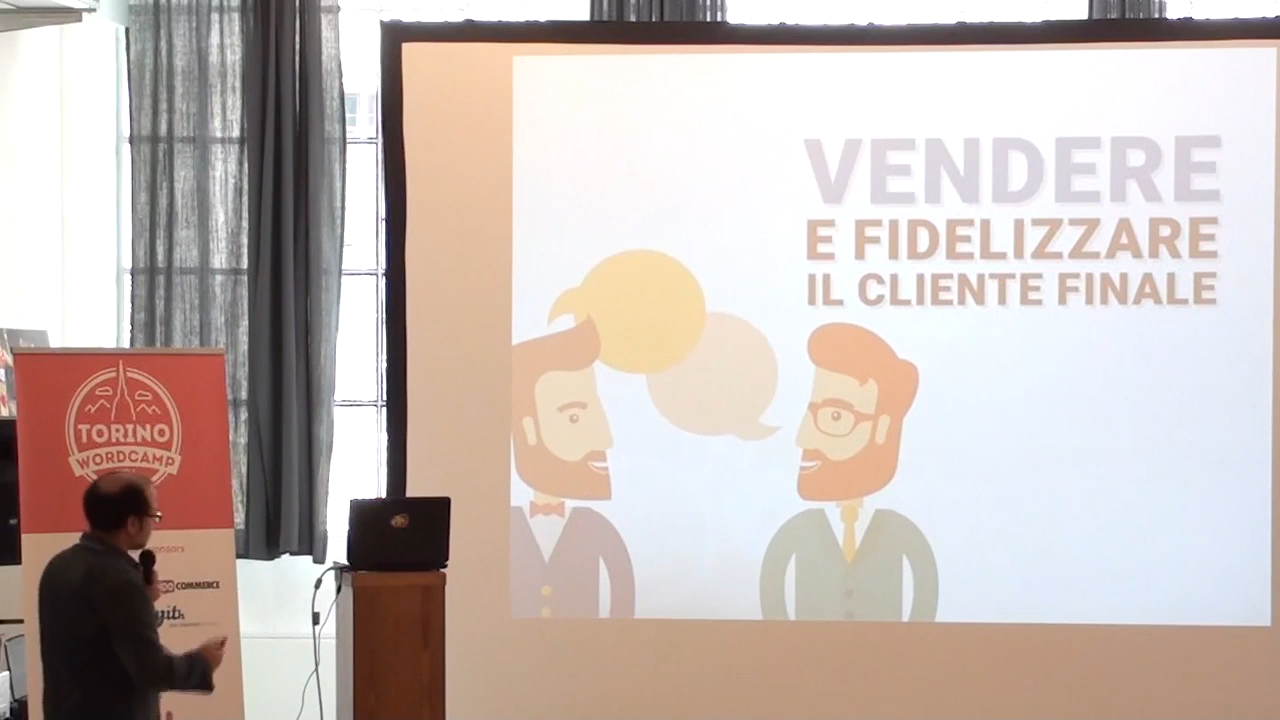 VENDERE
E FIDELIZZARE
IL CLIENTE FINALE
TORINO
WORDCAMP
COMMERCE